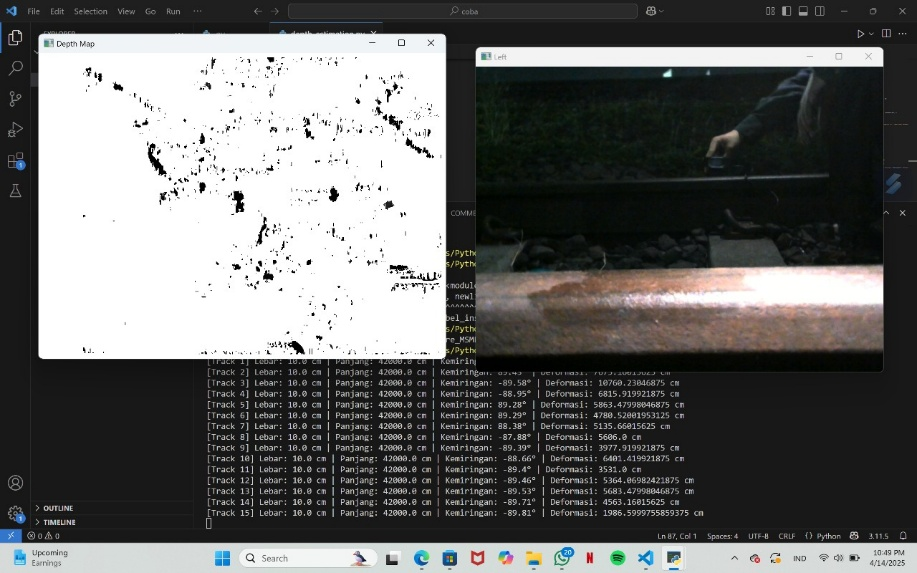 File Edit Selection View Go Run ...
coba
Depth Map
Left
COMME
s/Pytho
s/Pytho
kmodule
, newli
^^^^^^^
bel_ins
s/Pytho
re_MSMF
s/Pytho
[Track 1] Lebar: 10.0 cm | Panjang: 42000.0 cm | Kemiring
[Track 2] Lebar: 10.0 cm | Panjang: 42000.0 cm | Kemiringan: 89.43° | Deformasi: 7675.16015625 cm
[Track 3] Lebar: 10.0 cm | Panjang: 42000.0 cm | Kemiringan: -89.58° | Deformasi: 10760.23046875 cm
[Track 4] Lebar: 10.0 cm | Panjang: 42000.0 cm | Kemiringan: -88.95° | Deformasi: 6815.919921875 cm
[Track 5] Lebar: 10.0 cm | Panjang: 42000.0 cm | Kemiringan: 89.28° | Deformasi: 5863.47998046875 cm
[Track 6] Lebar: 10.0 cm | Panjang: 42000.0 cm | Kemiringan: 89.29° | Deformasi: 4780.52001953125 cm
[Track 7] Lebar: 10.0 cm | Panjang: 42000.0 cm | Kemiringan: 88.38° | Deformasi: 5135.66015625 cm
[Track 8] Lebar: 10.0 cm | Panjang: 42000.0 cm | Kemiringan: -87.88° | Deformasi: 5606.0 cm
[Track 9] Lebar: 10.0 cm | Panjang: 42000.0 cm | Kemiringan: -89.39° | Deformasi: 3977.919921875 cm
[Track 10] Lebar: 10.0 cm | Panjang: 42000.0 cm | Kemiringan: -88.66° | Deformasi: 6401.419921875 cm
[Track 11] Lebar: 10.0 cm | Panjang: 42000.0 cm | Kemiringan: -89.4° | Deformasi: 3531.0 cm
[Track 12] Lebar: 10.0 cm | Panjang: 42000.0 cm | Kemiringan: -89.46° | Deformasi: 5364.06982421875 cm
[Track 13] Lebar: 10.0 cm | Panjang: 42000.0 cm | Kemiringan: -89.53° | Deformasi: 5683.47998046875 cm
[Track 14] Lebar: 10.0 cm | Panjang: 42000.0 cm | Kemiringan: -89.71° | Deformasi: 4563.16015625 cm
[Track 15] Lebar: 10.0 cm | Panjang: 42000.0 cm | Kemiringan: -89.81° | Deformasi: 1986.5999755859375 cm
OUTLINE
TIMELINE
0 0 Ln 87, Col 1 Spaces: 4 UTF-8 CRLF Python 3.11.5
Upcoming
Earnings
Search
20
IND
10:49 PM
4/14/2025